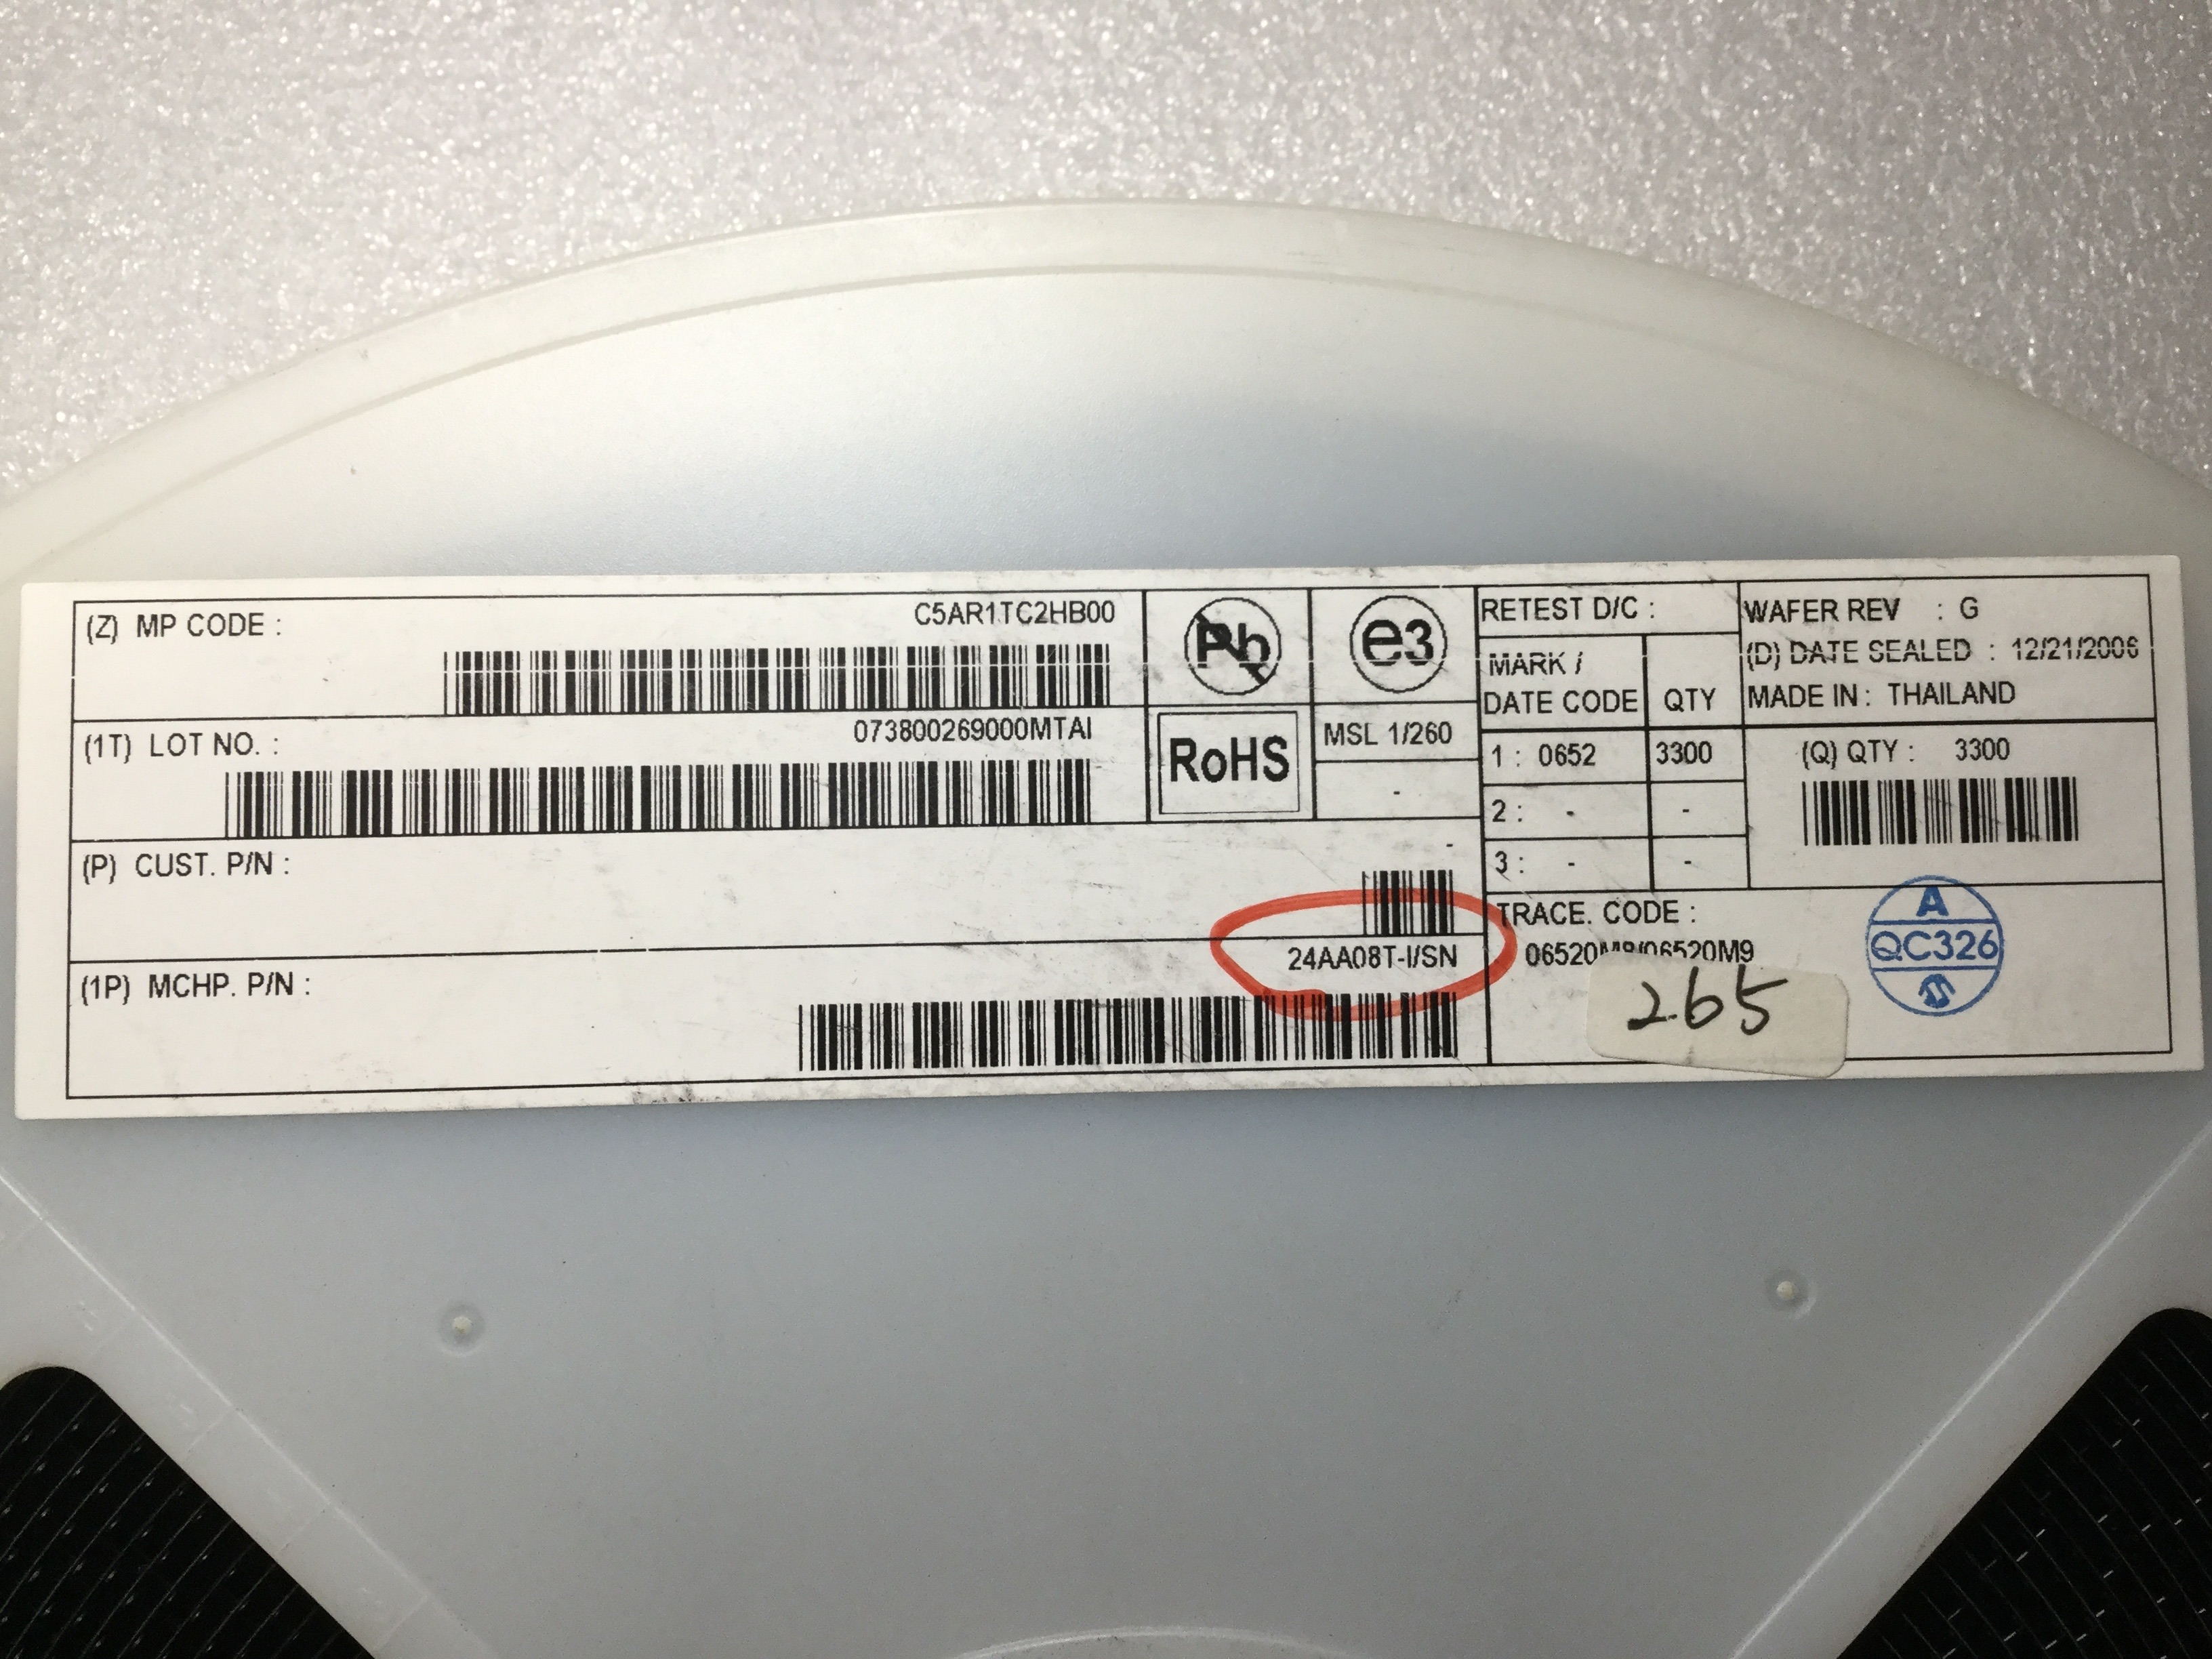 (Z) MP CODE : C5AR1TC2HB00
(1T) LOT NO. : 073800269000MTAI
(P) CUST. P/N : -
(1P) MCHP. P/N : 24AA08T-I/SN
Pb
e3
RoHS
MSL 1/260
-
RETEST D/C :
MARK / DATE CODE QTY
1 : 0652 3300
2 : - -
3 : - -
WAFER REV : G
(D) DATE SEALED : 12/21/2006
MADE IN : THAILAND
(Q) QTY : 3300
TRACE. CODE :
265
A
QC326